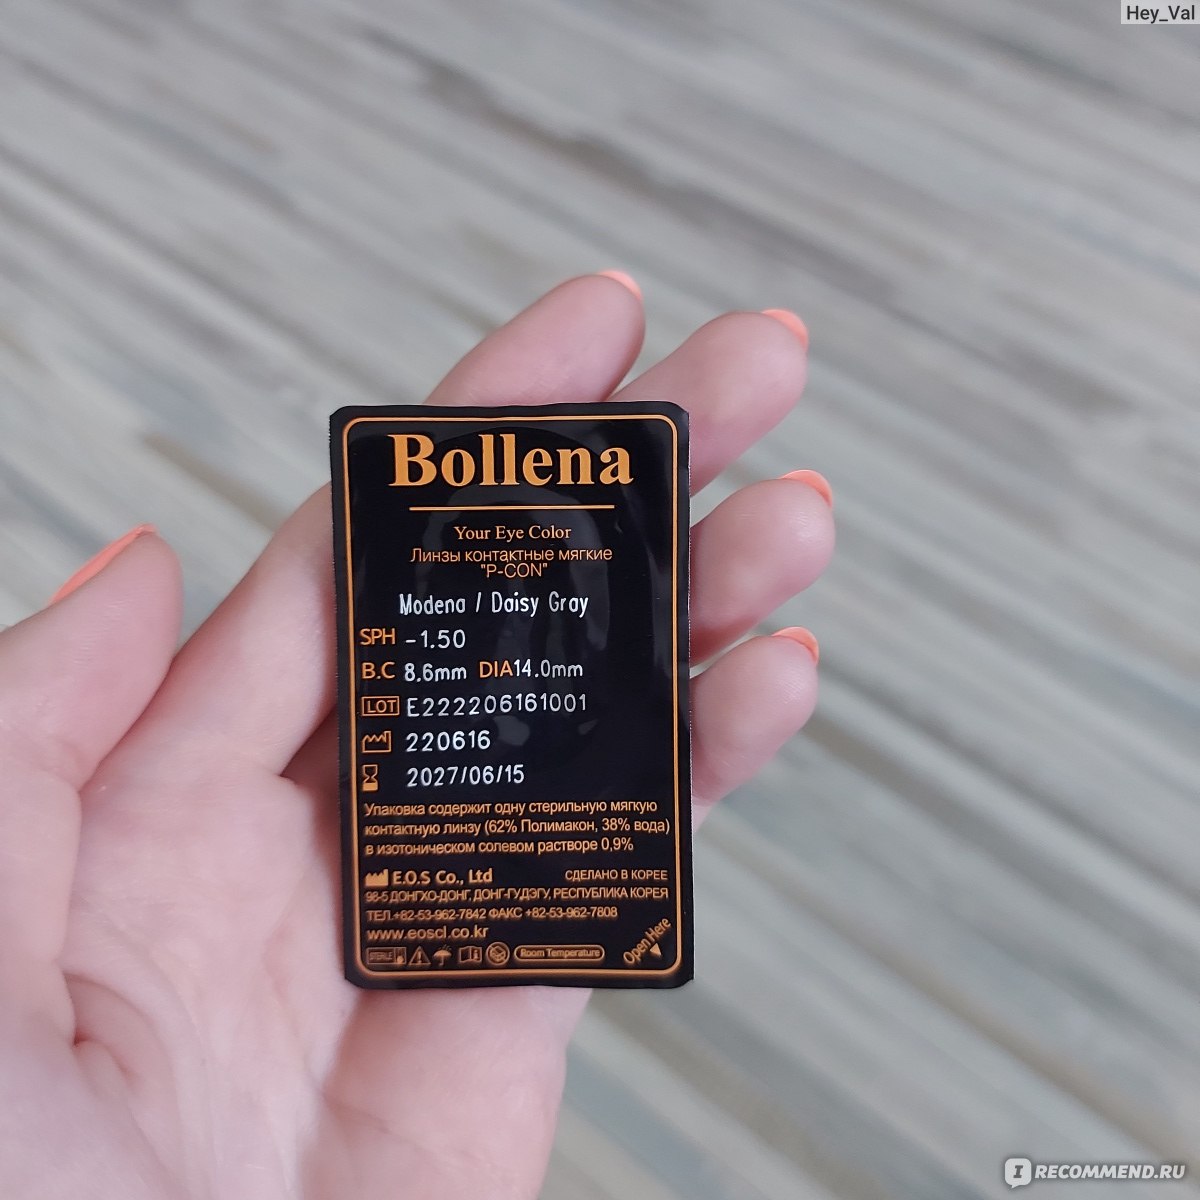 Hey_Val
Bollena
Your Eye Color
Линзы контактные мягкие
"P-CON"
Modena / Daisy Gray
SPH -1.50
B.C 8.6mm DIA14.0mm
LOT E222206161001
220616
2027/06/15
Упаковка содержит одну стерильную мягкую
контактную линзу (62% Полимакон, 38% вода)
в изотоническом солевом растворе 0,9%
E.O.S Co., Ltd СДЕЛАНО В КОРЕЕ
98-5 ДОНГХО-ДОНГ, ДОНГ-ГУДЭГУ, РЕСПУБЛИКА КОРЕЯ
ТЕЛ.+82-53-962-7842 ФАКС +82-53-962-7808
www.eoscl.co.kr
STERILE Room Temperature Open Here
IRECOMMEND.RU